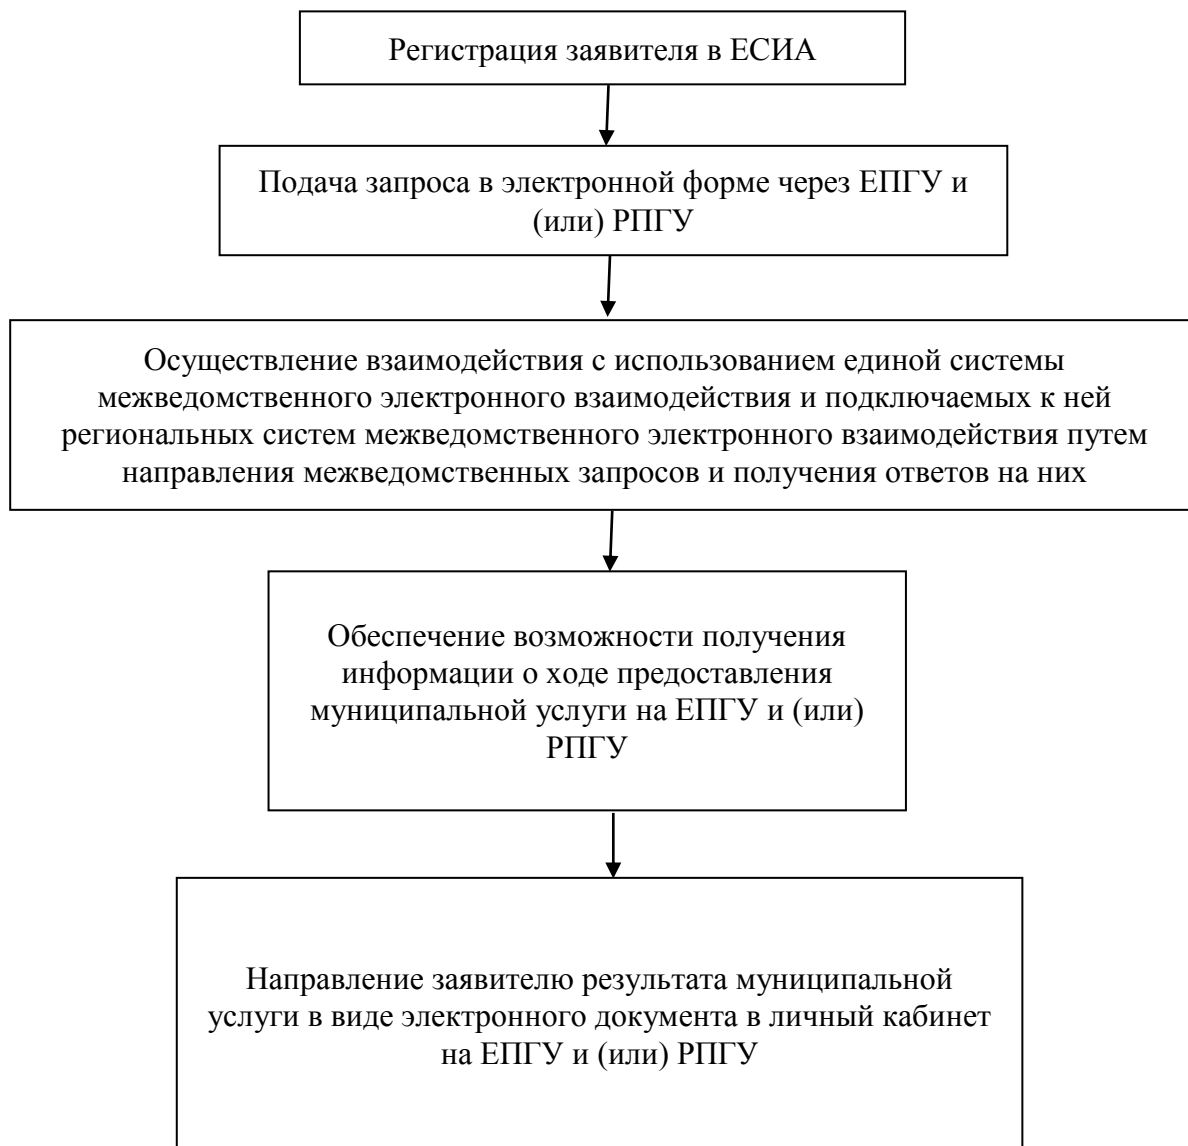 Регистрация заявителя в ЕСИА
Подача запроса в электронной форме через ЕПГУ и
(или) РПГУ
Осуществление взаимодействия с использованием единой системы
межведомственного электронного взаимодействия и подключаемых к ней
региональных систем межведомственного электронного взаимодействия путем
направления межведомственных запросов и получения ответов на них
Обеспечение возможности получения
информации о ходе предоставления
муниципальной услуги на ЕПГУ и (или)
РПГУ
Направление заявителю результата муниципальной
услуги в виде электронного документа в личный кабинет
на ЕПГУ и (или) РПГУ